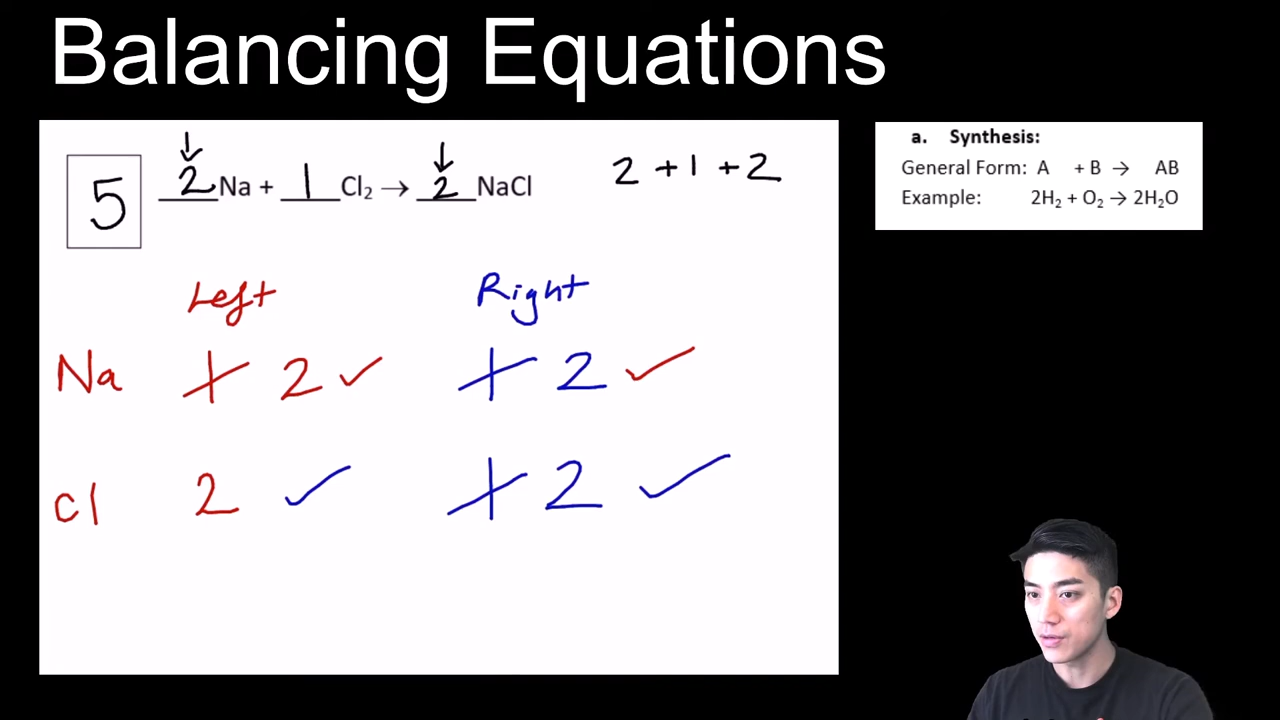 Balancing Equations
5
2 Na + 1 Cl₂ → 2 NaCl
2 + 1 + 2
a. Synthesis:
General Form: A + B → AB
Example: 2H₂ + O₂ → 2H₂O
Left Right
Na 1 2 ✓ 1 2 ✓
Cl 2 ✓ 1 2 ✓